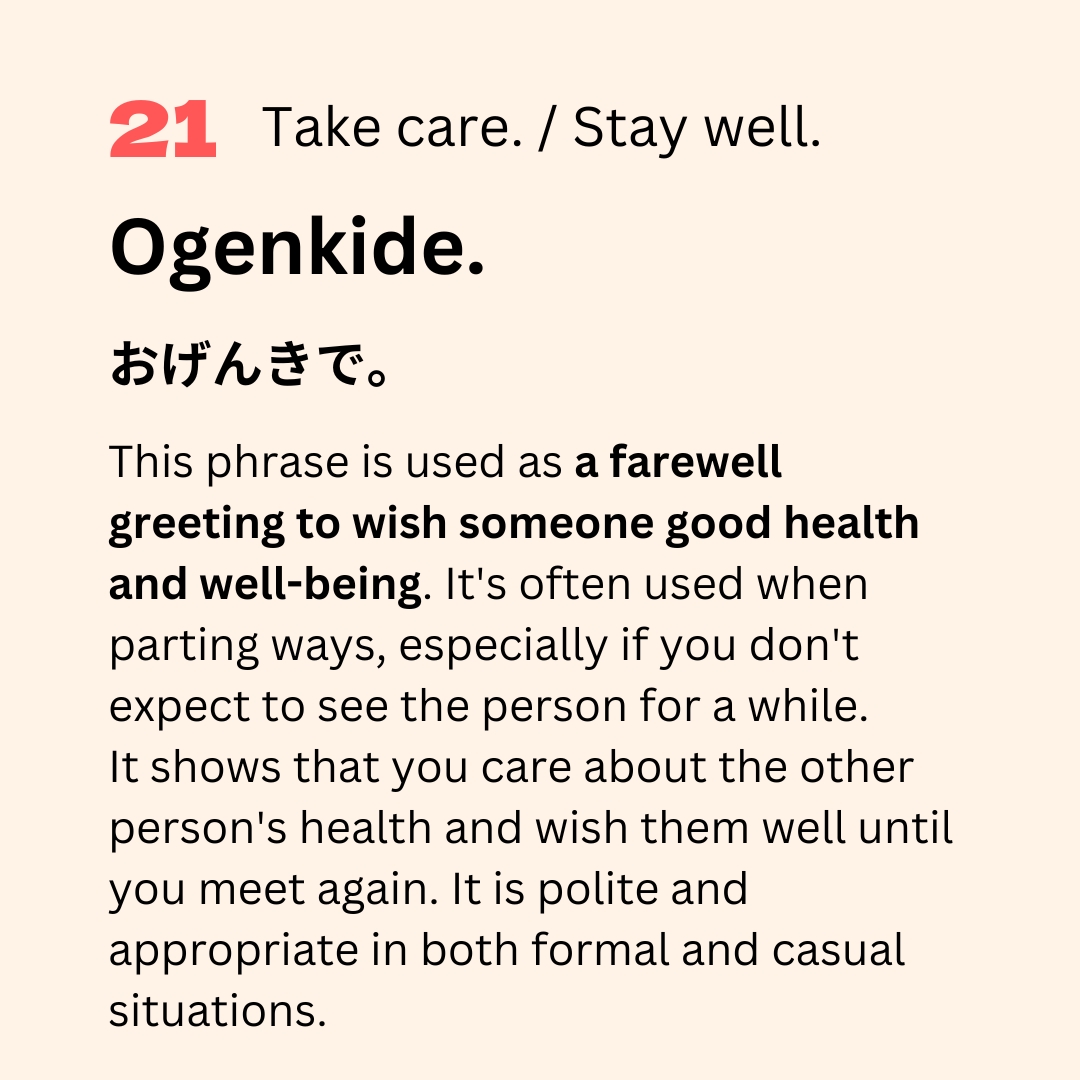 21 Take care. / Stay well.
Ogenkide.
おげんきで。
This phrase is used as a farewell
greeting to wish someone good health
and well-being. It's often used when
parting ways, especially if you don't
expect to see the person for a while.
It shows that you care about the other
person's health and wish them well until
you meet again. It is polite and
appropriate in both formal and casual
situations.